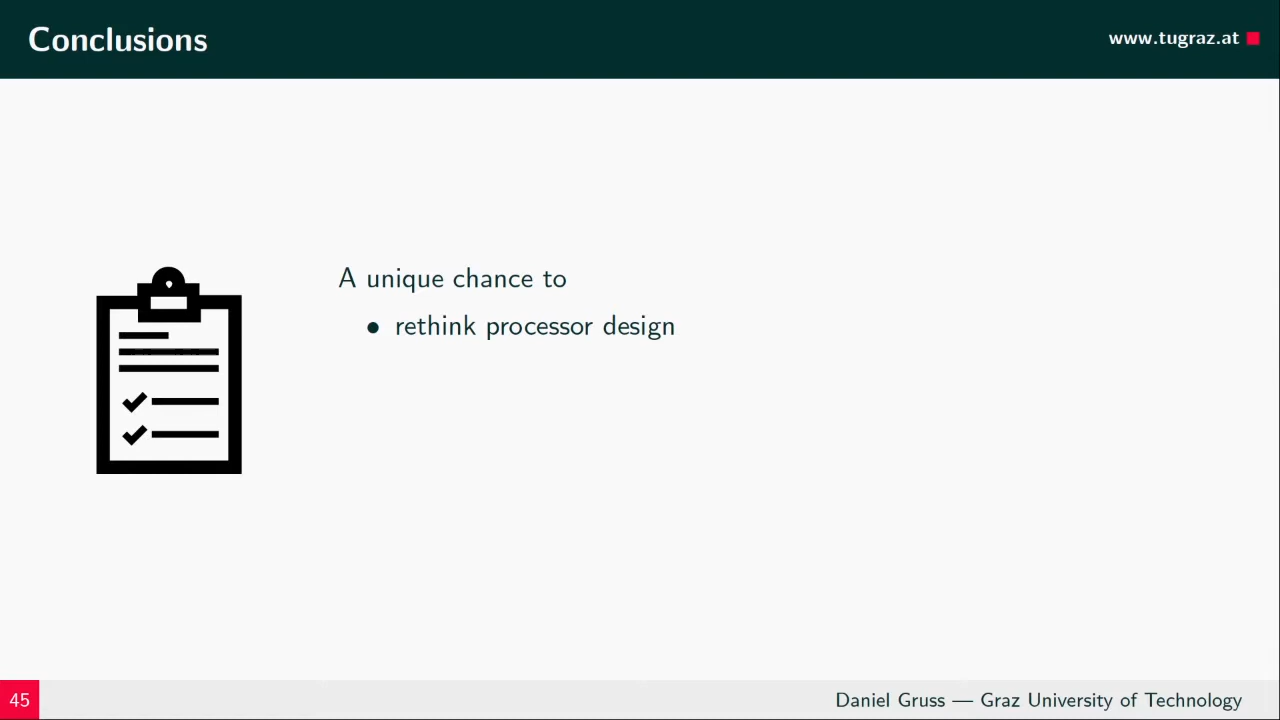 Conclusions
www.tugraz.at
A unique chance to
• rethink processor design
45
Daniel Gruss — Graz University of Technology